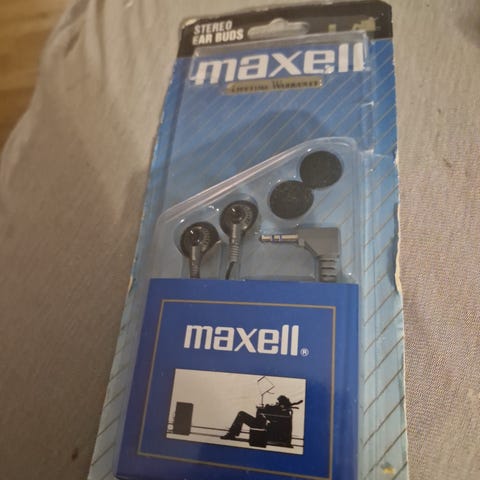 STEREO
EAR BUDS
maxell
LIFETIME WARRANTY
maxell®